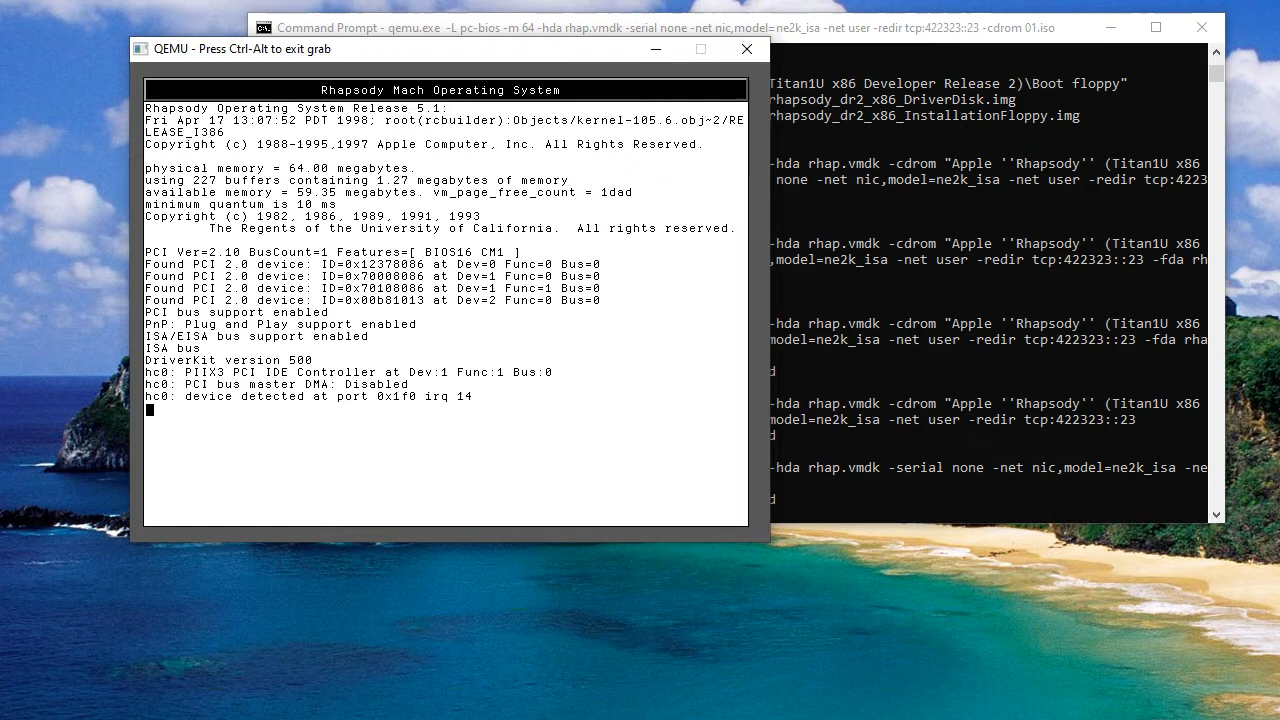 Command Prompt - qemu.exe -L pc-bios -m 64 -hda rhap.vmdk -serial none -net nic,model=ne2k_isa -net user -redir tcp:422323::23 -cdrom 01.iso
QEMU - Press Ctrl-Alt to exit grab
Rhapsody Mach Operating System
Rhapsody Operating System Release 5.1:
Fri Apr 17 13:07:52 PDT 1998; root(rcbuilder):Objects/kernel-105.6.obj~2/RE
LEASE_I386
Copyright (c) 1988-1995,1997 Apple Computer, Inc. All Rights Reserved.
physical memory = 64.00 megabytes.
using 227 buffers containing 1.27 megabytes of memory
available memory = 59.35 megabytes. vm_page_free_count = 1dad
minimum quantum is 10 ms
Copyright (c) 1982, 1986, 1989, 1991, 1993
The Regents of the University of California. All rights reserved.
PCI Ver=2.10 BusCount=1 Features=[ BIOS16 CM1 ]
Found PCI 2.0 device: ID=0x12378086 at Dev=0 Func=0 Bus=0
Found PCI 2.0 device: ID=0x70008086 at Dev=1 Func=0 Bus=0
Found PCI 2.0 device: ID=0x70108086 at Dev=1 Func=1 Bus=0
Found PCI 2.0 device: ID=0x00b81013 at Dev=2 Func=0 Bus=0
PCI bus support enabled
PnP: Plug and Play support enabled
ISA/EISA bus support enabled
ISA bus
DriverKit version 500
hc0: PIIX3 PCI IDE Controller at Dev:1 Func:1 Bus:0
hc0: PCI bus master DMA: Disabled
hc0: device detected at port 0x1f0 irq 14
Titan1U x86 Developer Release 2)\Boot floppy"
rhapsody_dr2_x86_DriverDisk.img
rhapsody_dr2_x86_InstallationFloppy.img
-hda rhap.vmdk -cdrom "Apple ''Rhapsody'' (Titan1U x86
none -net nic,model=ne2k_isa -net user -redir tcp:4223
-hda rhap.vmdk -cdrom "Apple ''Rhapsody'' (Titan1U x86
,model=ne2k_isa -net user -redir tcp:422323::23 -fda rh
-hda rhap.vmdk -cdrom "Apple ''Rhapsody'' (Titan1U x86
model=ne2k_isa -net user -redir tcp:422323::23 -fda rha
d
-hda rhap.vmdk -cdrom "Apple ''Rhapsody'' (Titan1U x86
model=ne2k_isa -net user -redir tcp:422323::23
d
-hda rhap.vmdk -serial none -net nic,model=ne2k_isa -ne
d